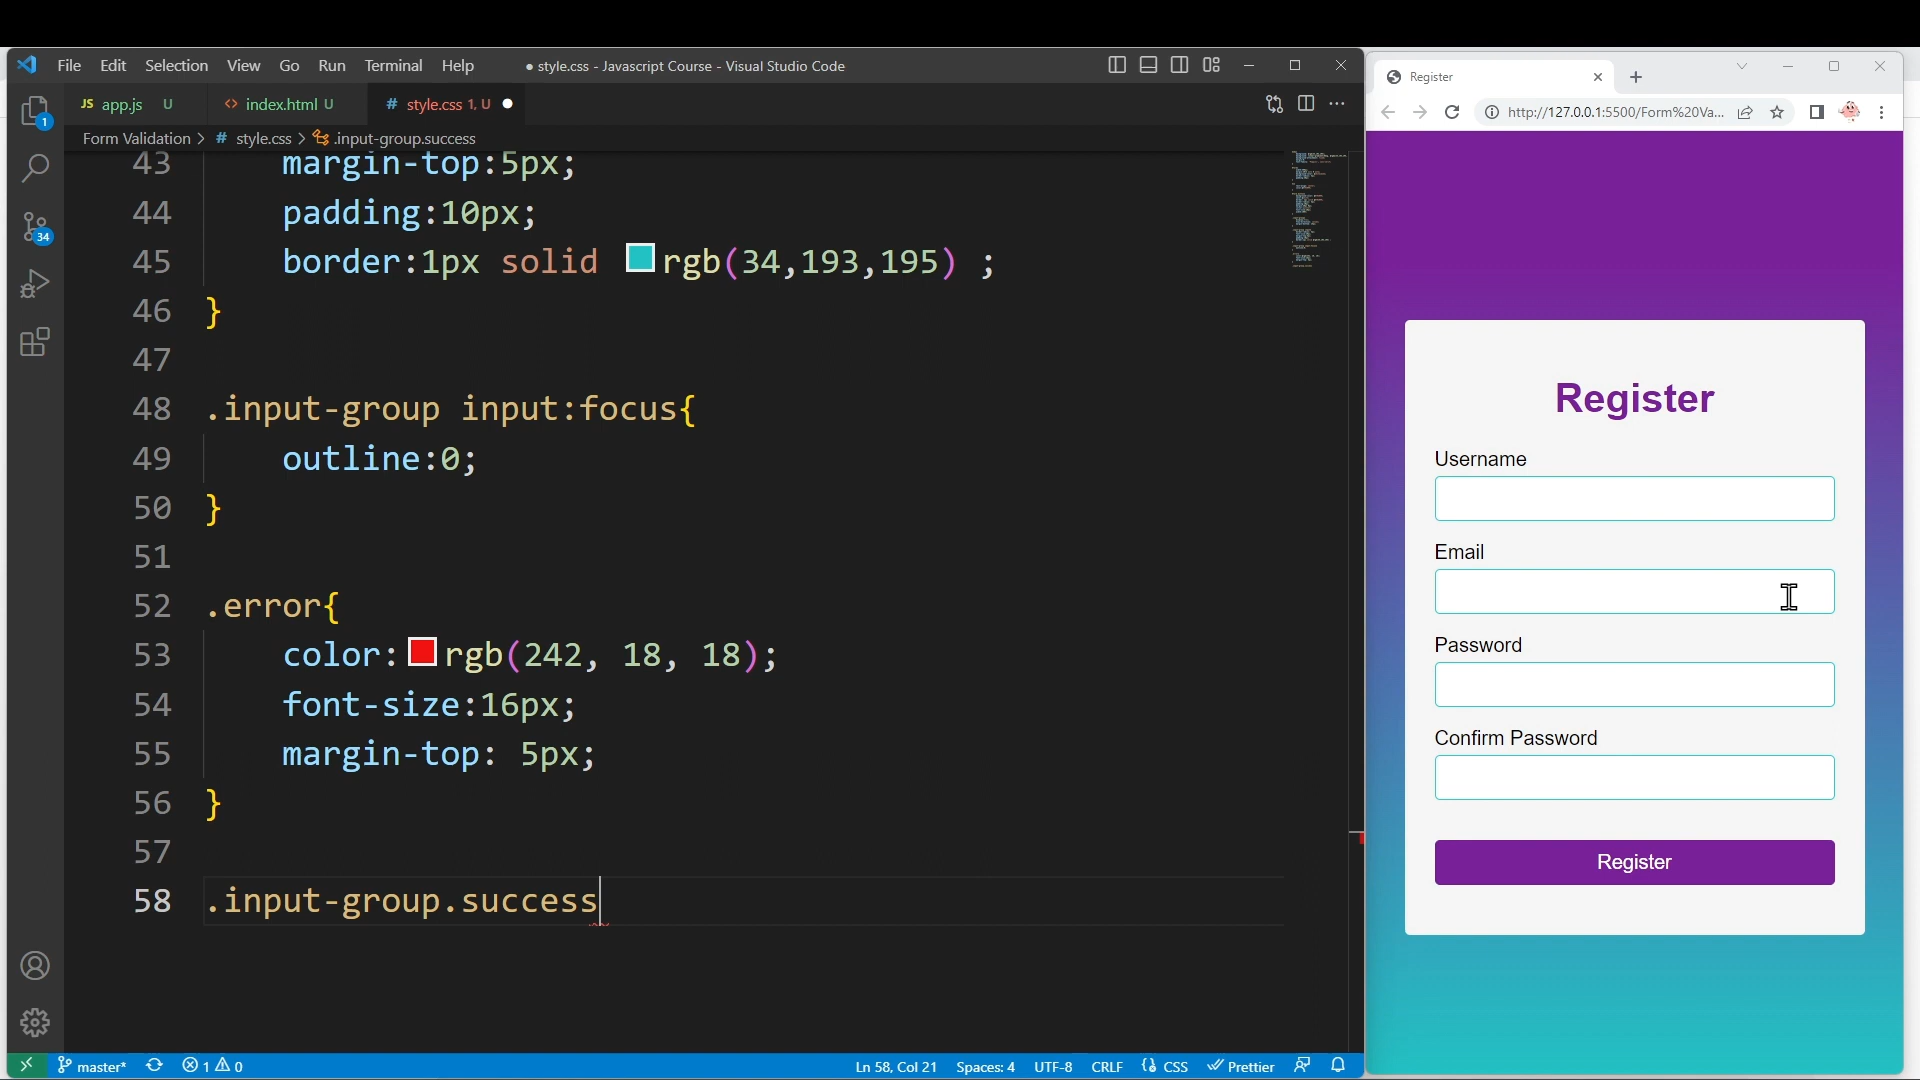 File Edit Selection View Go Run Terminal Help ● style.css - Javascript Course - Visual Studio Code
JS app.js U <> index.html U # style.css 1, U ●
Form Validation > # style.css > .input-group.success
43 margin-top:5px;
44 padding:10px;
45 border:1px solid rgb(34,193,195) ;
46 }
47
48 .input-group input:focus{
49 outline:0;
50 }
51
52 .error{
53 color:rgb(242, 18, 18);
54 font-size:16px;
55 margin-top: 5px;
56 }
57
58 .input-group.success
1
34
master* 1 0 Ln 58, Col 21 Spaces: 4 UTF-8 CRLF {} CSS Prettier
Register
http://127.0.0.1:5500/Form%20Va...
Register
Username
Email
Password
Confirm Password
Register